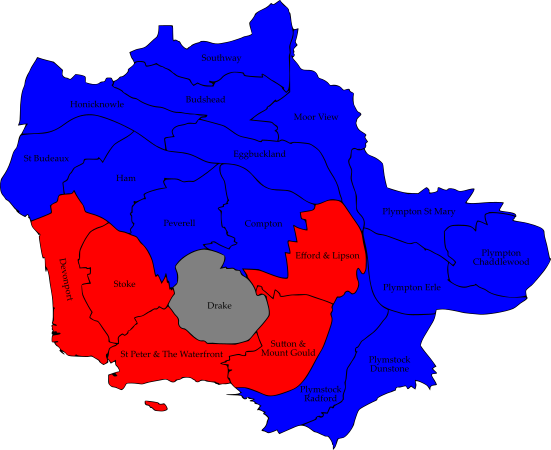 Southway
Budshead
Honicknowle
Moor View
St Budeaux
Eggbuckland
Ham
Peverell
Compton
Plympton St Mary
Plympton
Chaddlewood
Efford & Lipson
Devonport
Stoke
Plympton Erle
Drake
Sutton &
Mount Gould
St Peter & The Waterfront
Plymstock
Dunstone
Plymstock
Radford